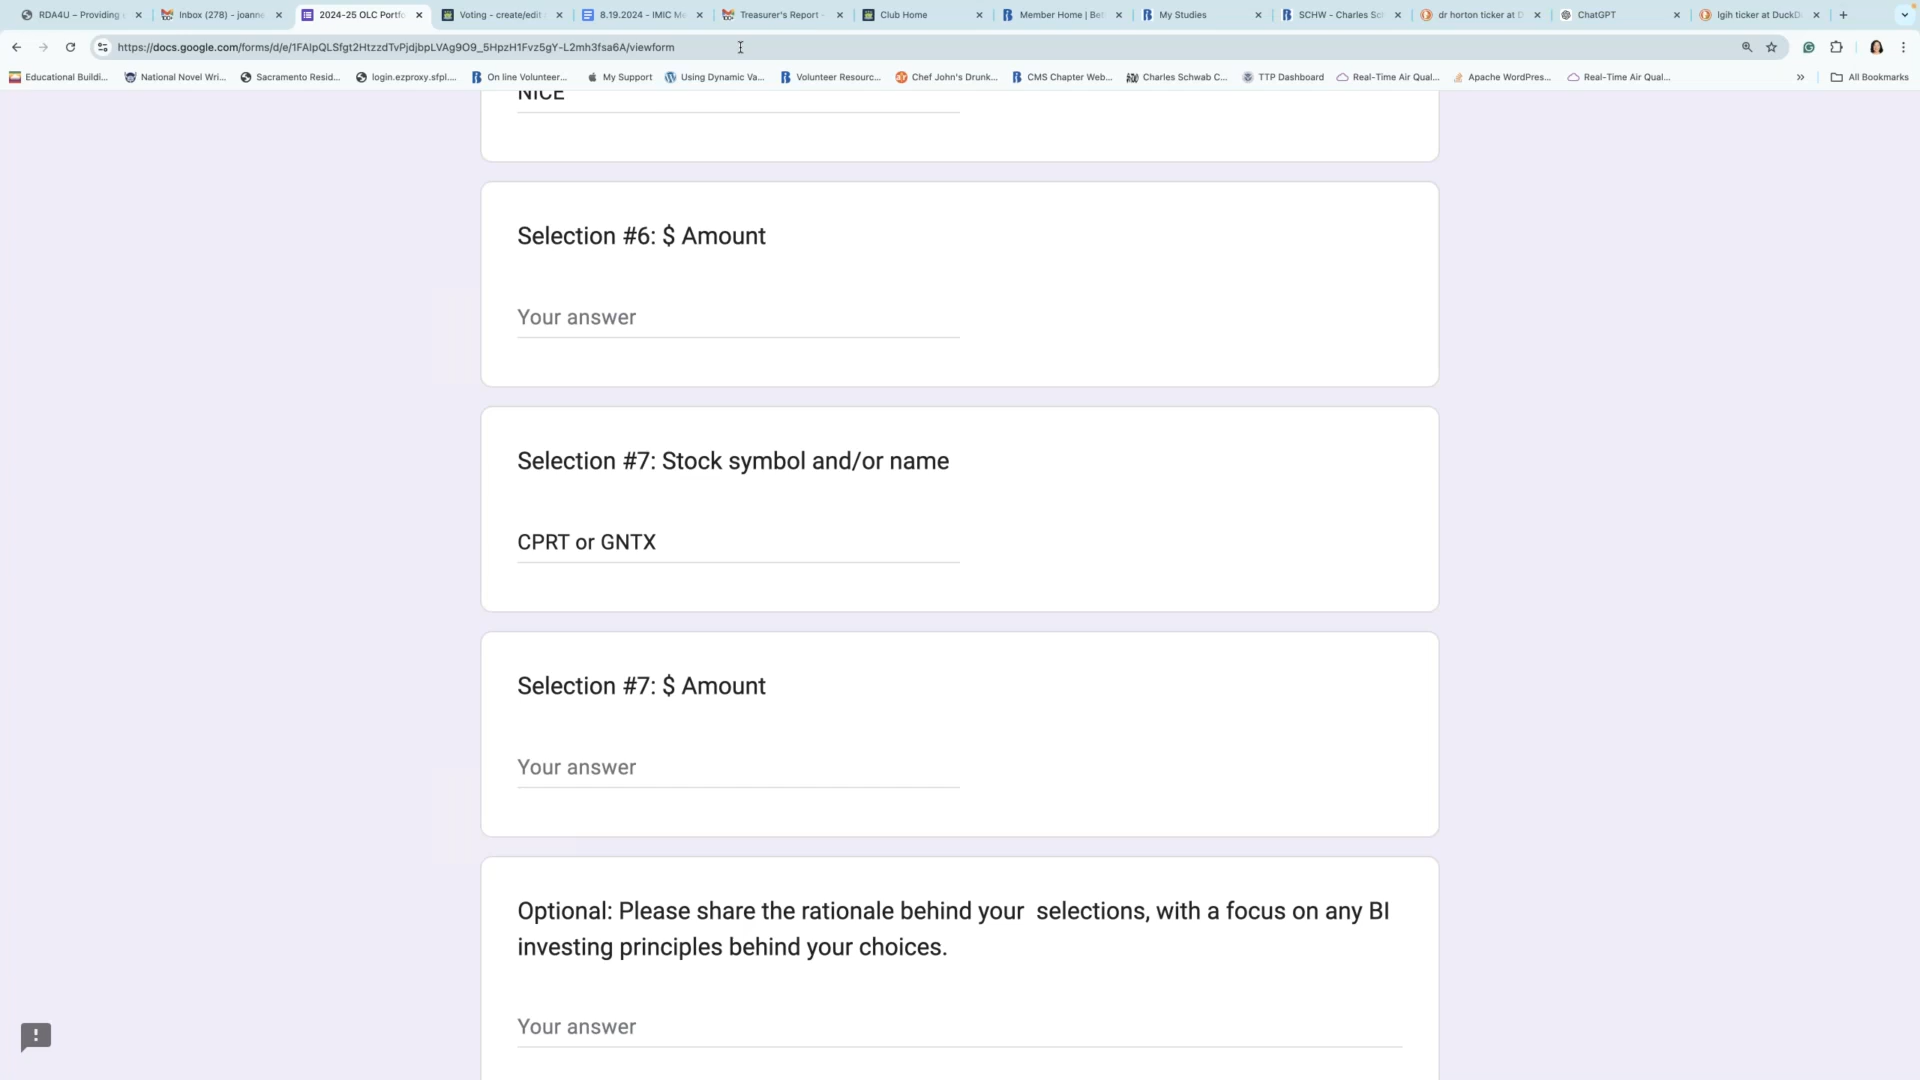 RDA4U – Providing
Inbox (278) - joanne
2024-25 OLC Portfo
Voting - create/edit
8.19.2024 - IMIC Me
Treasurer's Report -
Club Home
Member Home | Bet
My Studies
SCHW - Charles Sch
dr horton ticker at D
ChatGPT
lgih ticker at DuckD
https://docs.google.com/forms/d/e/1FAIpQLSfgt2HtzzdTvPjdjbpLVAg9O9_5HpzH1Fvz5gY-L2mh3fsa6A/viewform
Educational Buildi...
National Novel Wri...
Sacramento Resid...
login.ezproxy.sfpl....
On line Volunteer...
My Support
Using Dynamic Va...
Volunteer Resourc...
Chef John's Drunk...
CMS Chapter Web...
Charles Schwab C...
TTP Dashboard
Real-Time Air Qual...
Apache WordPres...
Real-Time Air Qual...
All Bookmarks
NICE
Selection #6: $ Amount
Your answer
Selection #7: Stock symbol and/or name
CPRT or GNTX
Selection #7: $ Amount
Your answer
Optional: Please share the rationale behind your  selections, with a focus on any BI
investing principles behind your choices.
Your answer